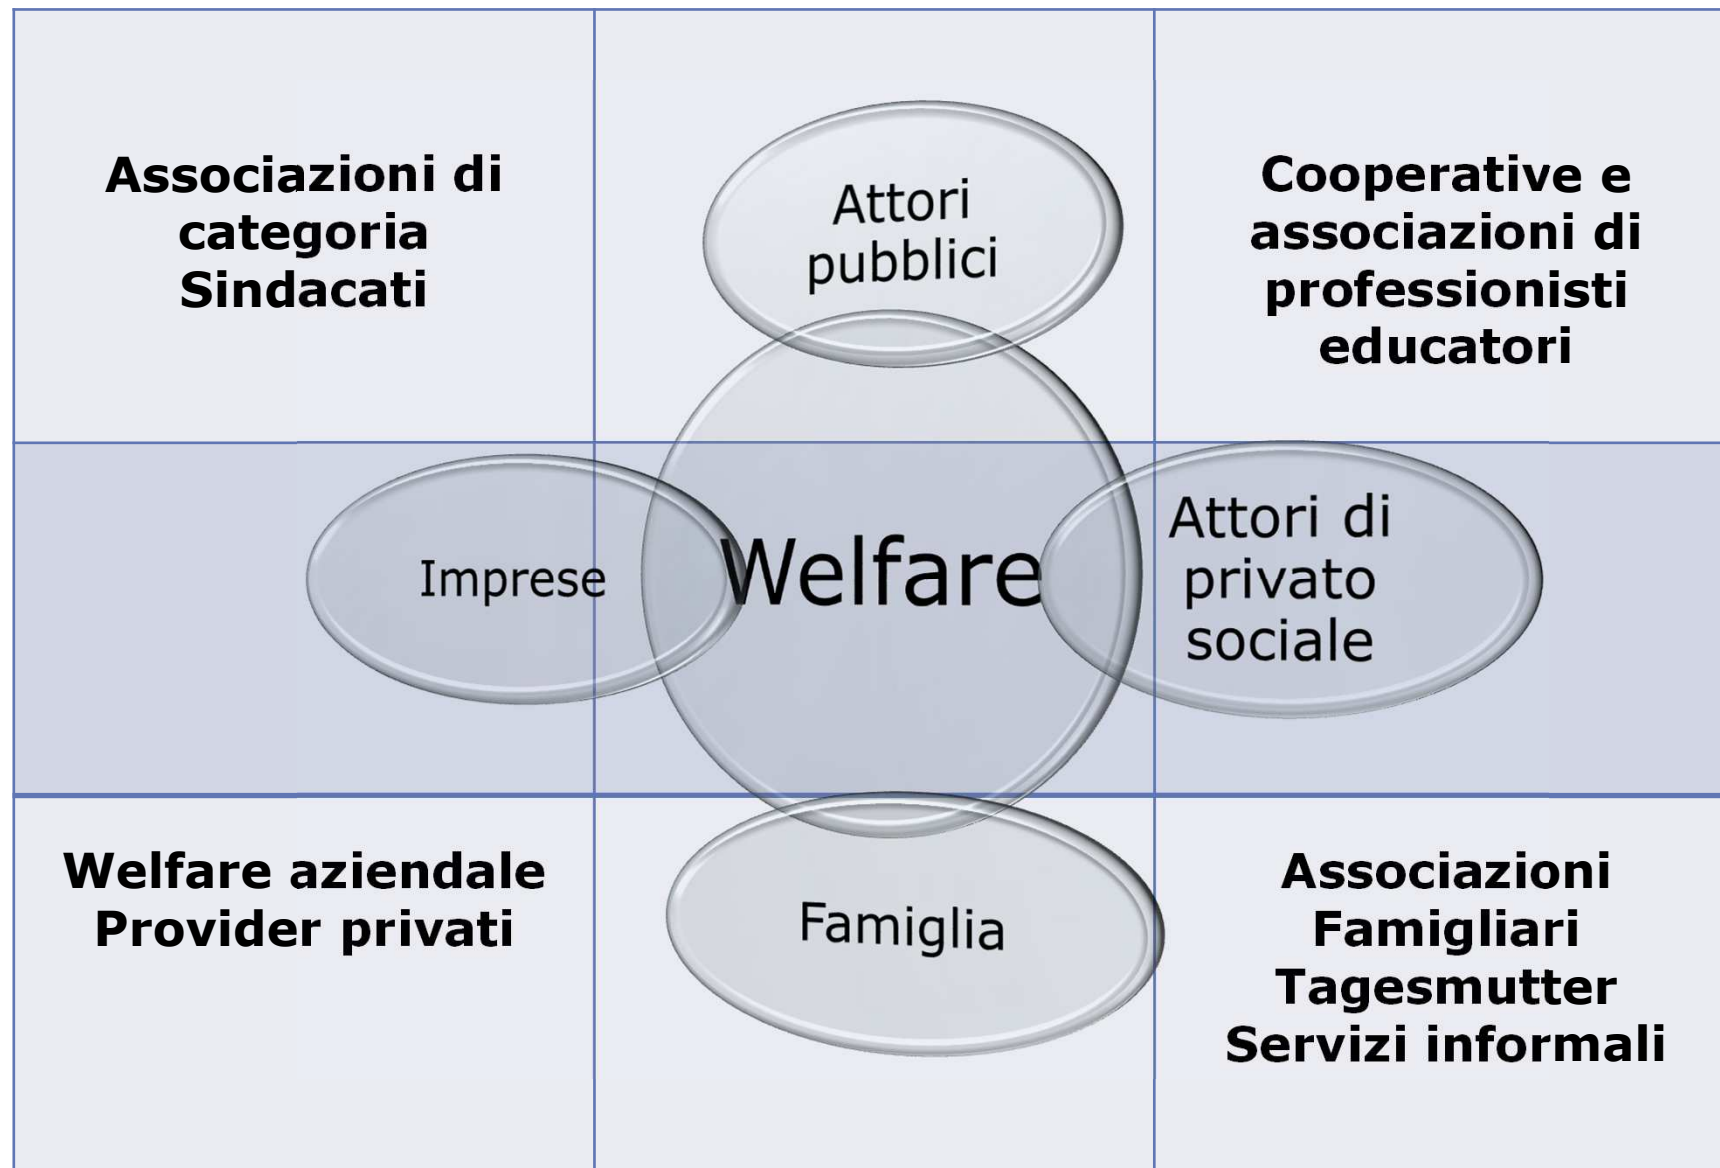 Associazioni di
categoria
Sindacati
Attori
pubblici
Cooperative e
associazioni di
professionisti
educatori
Imprese
Welfare
Attori di
privato
sociale
Welfare aziendale
Provider privati
Famiglia
Associazioni
Famigliari
Tagesmutter
Servizi informali